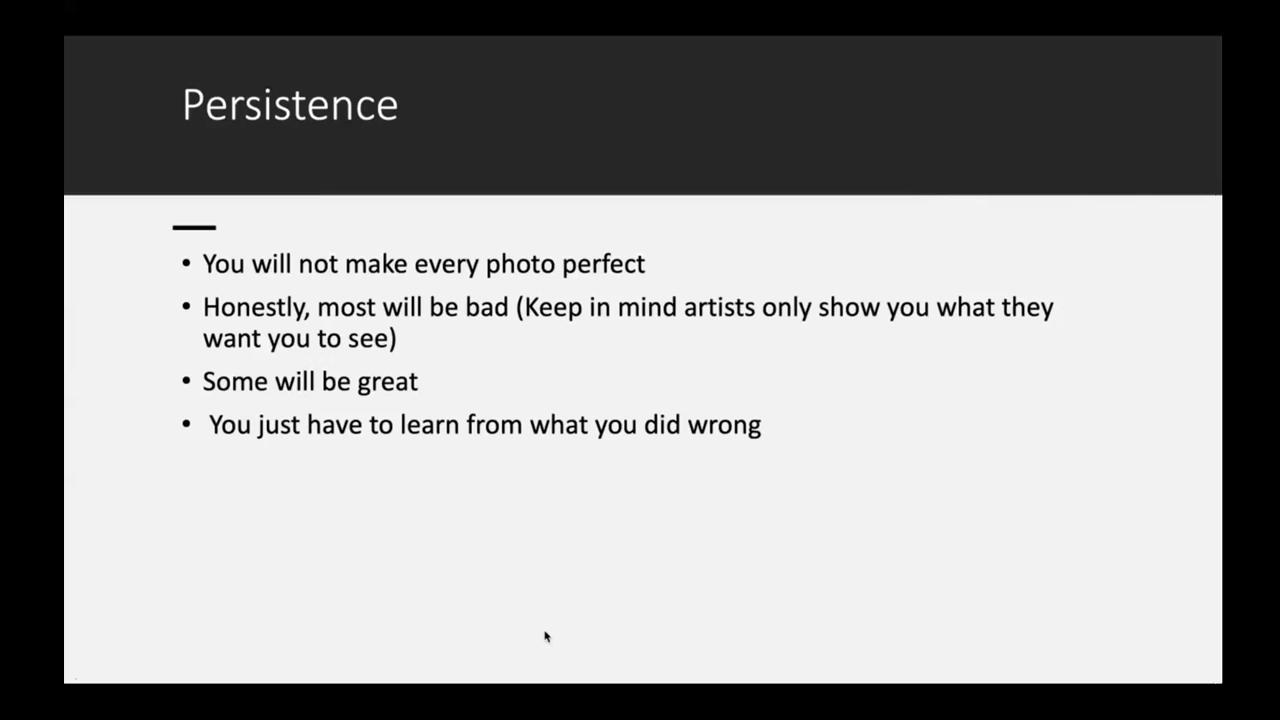 Persistence
• You will not make every photo perfect
• Honestly, most will be bad (Keep in mind artists only show you what they
want you to see)
• Some will be great
• You just have to learn from what you did wrong